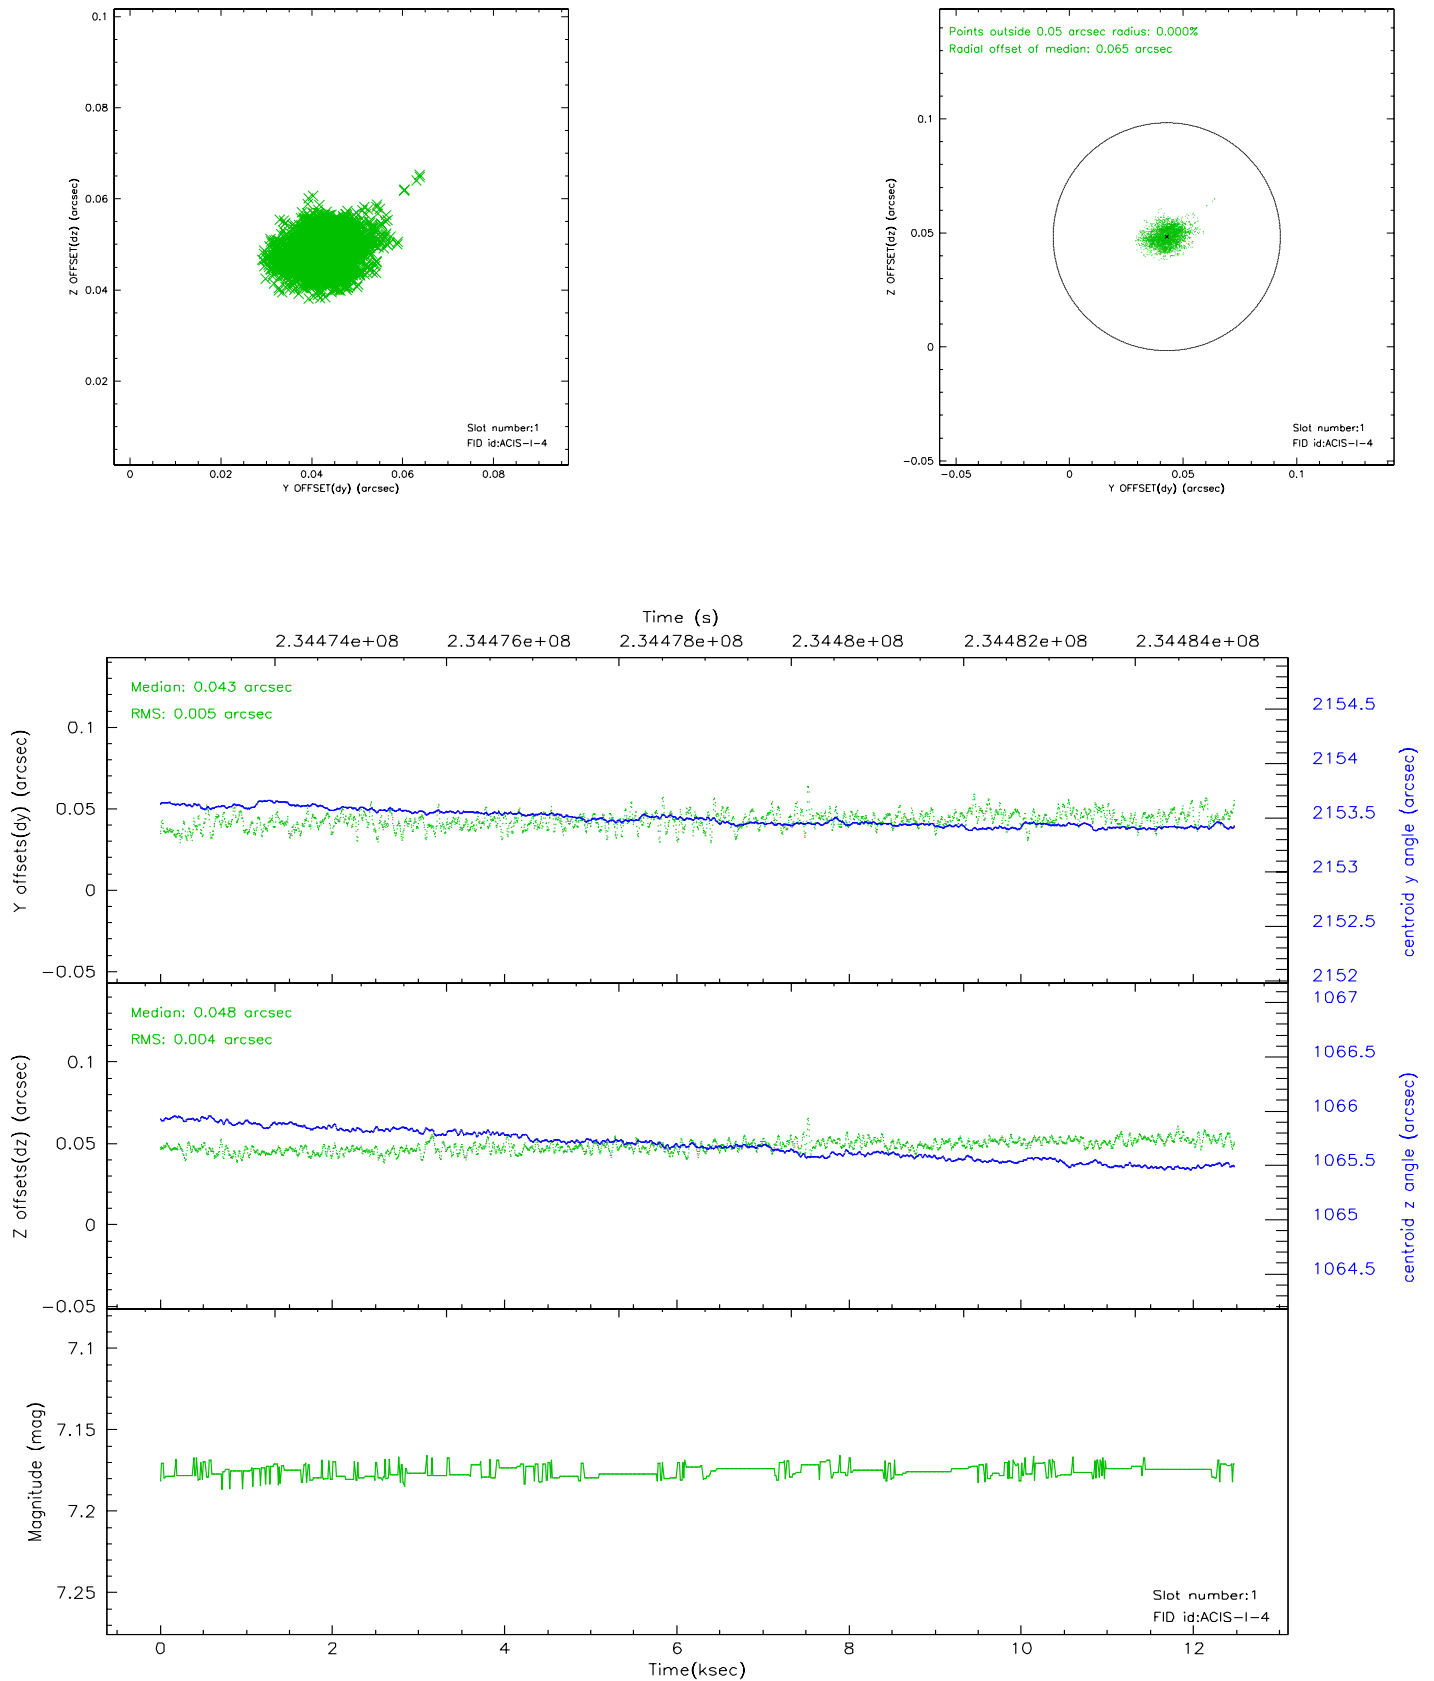 0.1
0.08
0.06
0.04
0.02
Z OFFSET(dz) (arcsec)
Slot number:1
FID id:ACIS-I-4
0 0.02 0.04 0.06 0.08
Y OFFSET(dy) (arcsec)
Points outside 0.05 arcsec radius: 0.000%
Radial offset of median: 0.065 arcsec
0.1
0.05
0
-0.05
Z OFFSET(dz) (arcsec)
Slot number:1
FID id:ACIS-I-4
-0.05 0 0.05 0.1
Y OFFSET(dy) (arcsec)
Time (s)
2.34474e+08 2.34476e+08 2.34478e+08 2.3448e+08 2.34482e+08 2.34484e+08
Median: 0.043 arcsec
RMS: 0.005 arcsec
0.1
0.05
0
-0.05
Y offsets(dy) (arcsec)
2154.5
2154
2153.5
2153
2152.5
2152
centroid y angle (arcsec)
Median: 0.048 arcsec
RMS: 0.004 arcsec
0.1
0.05
0
-0.05
Z offsets(dz) (arcsec)
1067
1066.5
1066
1065.5
1065
1064.5
centroid z angle (arcsec)
7.1
7.15
7.2
7.25
Magnitude (mag)
Slot number:1
FID id:ACIS-I-4
0 2 4 6 8 10 12
Time(ksec)